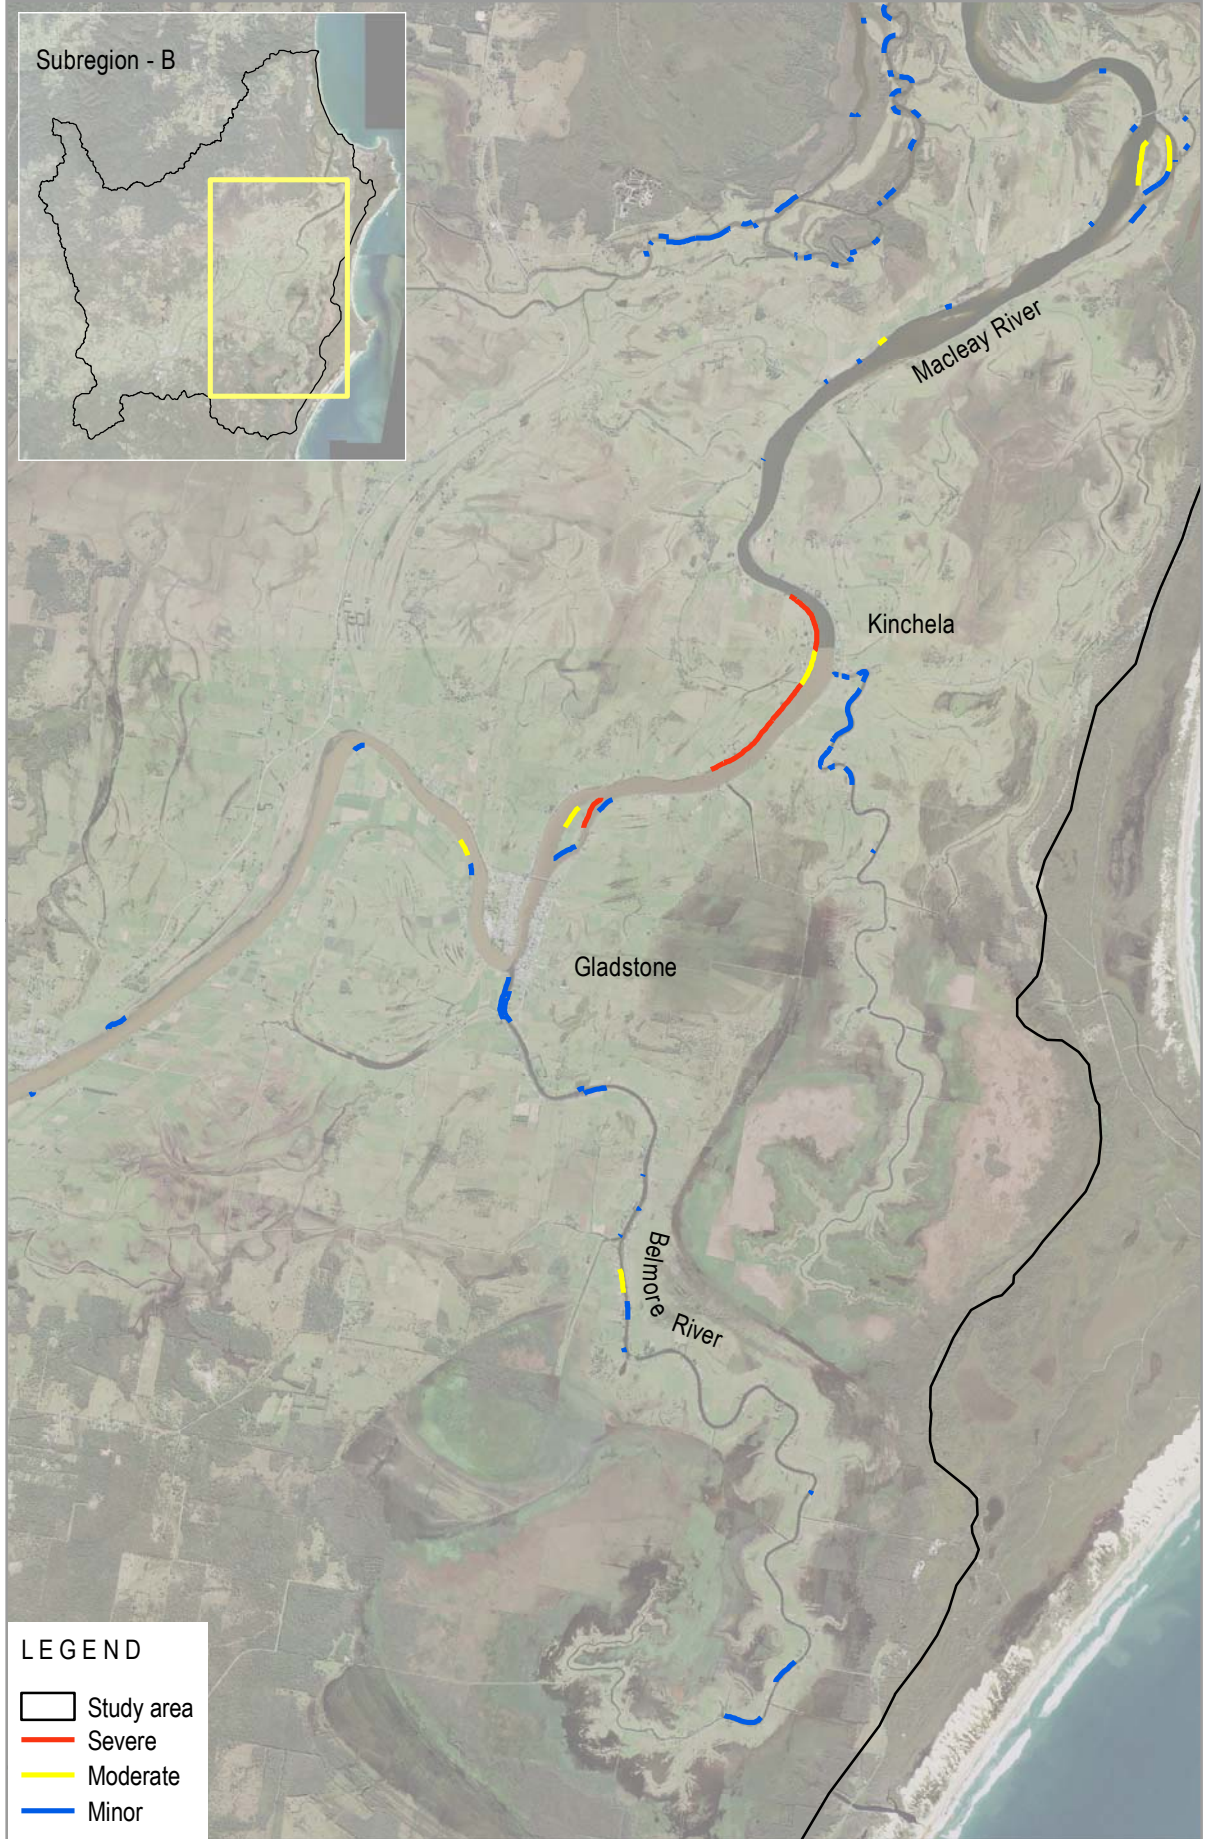 Subregion - B
Macleay River
Kinchela
Gladstone
Belmore River
LEGEND
Study area
Severe
Moderate
Minor